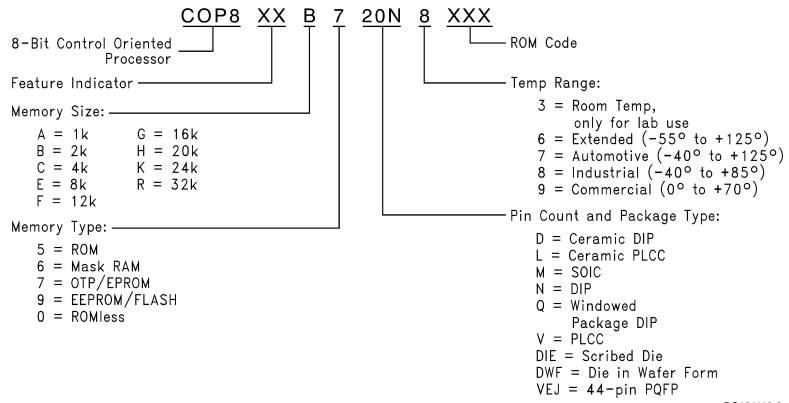 COP8 XX B 7 20N 8 XXX
8-Bit Control Oriented
Processor
Feature Indicator
Memory Size:
A = 1k G = 16k
B = 2k H = 20k
C = 4k K = 24k
E = 8k R = 32k
F = 12k
Memory Type:
5 = ROM
6 = Mask RAM
7 = OTP/EPROM
9 = EEPROM/FLASH
0 = ROMless
ROM Code
Temp Range:
3 = Room Temp,
only for lab use
6 = Extended (-55° to +125°)
7 = Automotive (-40° to +125°)
8 = Industrial (-40° to +85°)
9 = Commercial (0° to +70°)
Pin Count and Package Type:
D = Ceramic DIP
L = Ceramic PLCC
M = SOIC
N = DIP
Q = Windowed
Package DIP
V = PLCC
DIE = Scribed Die
DWF = Die in Wafer Form
VEJ = 44-pin PQFP